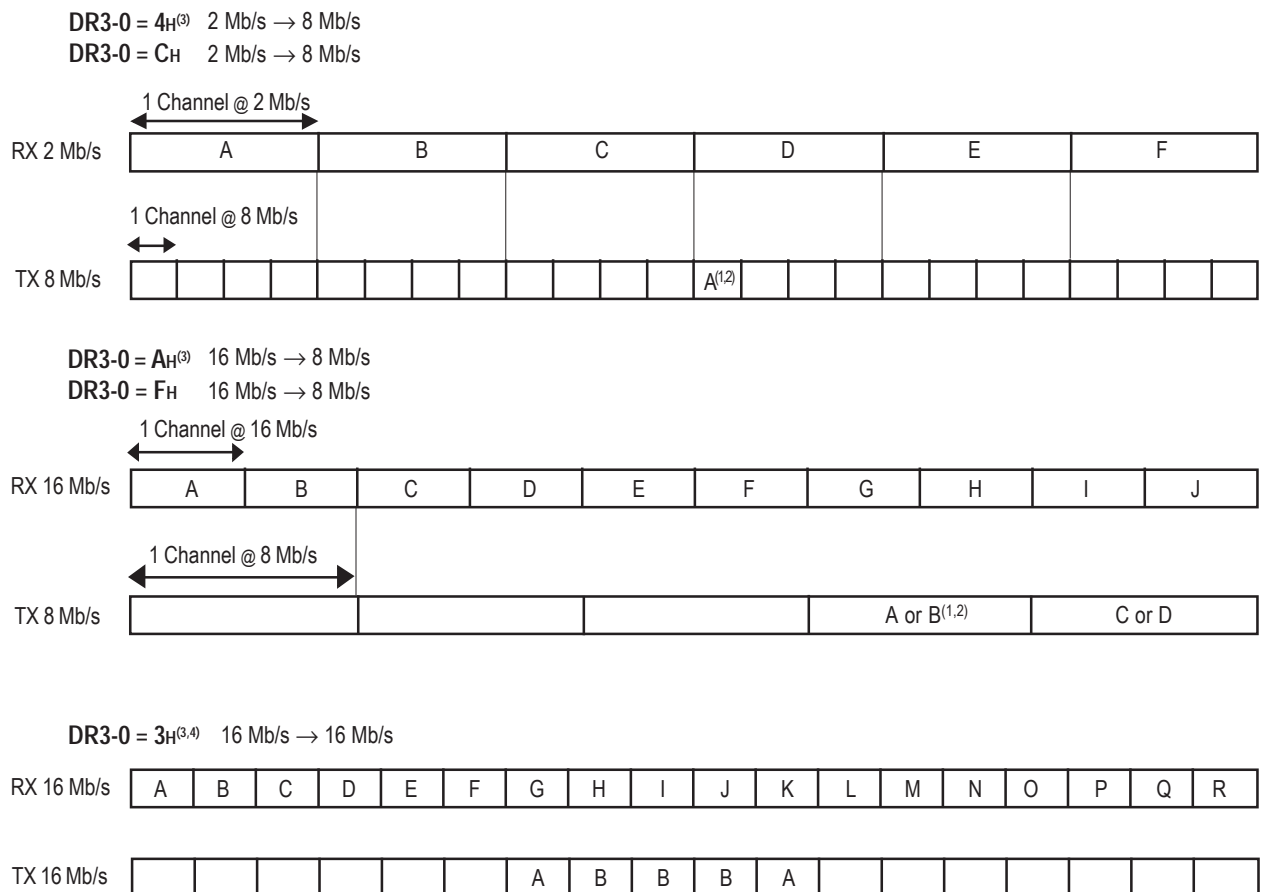 DR3-0 = 4H(3) 2 Mb/s → 8 Mb/s
DR3-0 = CH 2 Mb/s → 8 Mb/s
1 Channel @ 2 Mb/s
RX 2 Mb/s A B C D E F
1 Channel @ 8 Mb/s
TX 8 Mb/s A(1,2)
DR3-0 = AH(3) 16 Mb/s → 8 Mb/s
DR3-0 = FH 16 Mb/s → 8 Mb/s
1 Channel @ 16 Mb/s
RX 16 Mb/s A B C D E F G H I J
1 Channel @ 8 Mb/s
TX 8 Mb/s A or B(1,2) C or D
DR3-0 = 3H(3,4) 16 Mb/s → 16 Mb/s
RX 16 Mb/s A B C D E F G H I J K L M N O P Q R
TX 16 Mb/s A B B B A